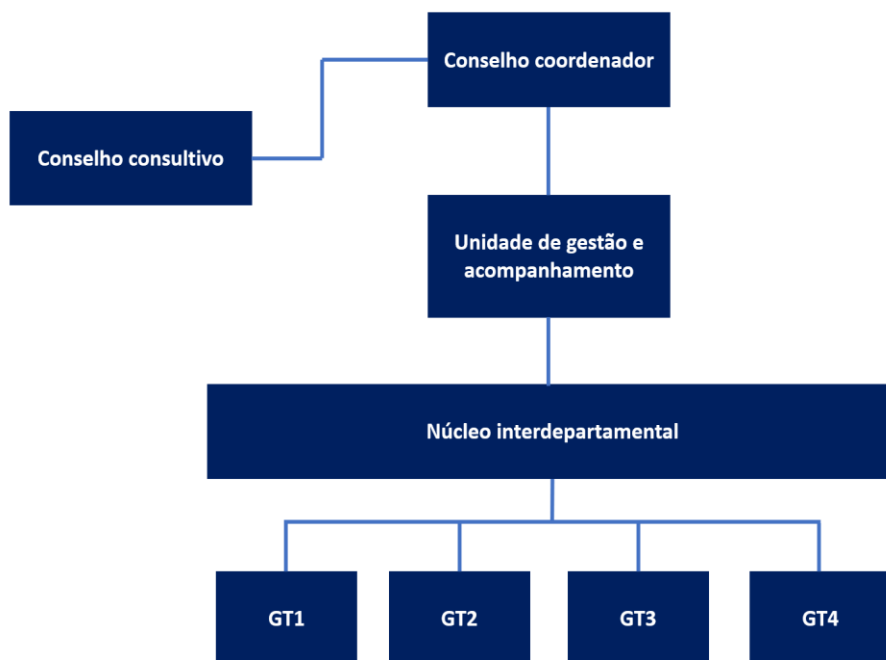 Conselho coordenador
Conselho consultivo
Unidade de gestão e
acompanhamento
Núcleo interdepartamental
GT1
GT2
GT3
GT4